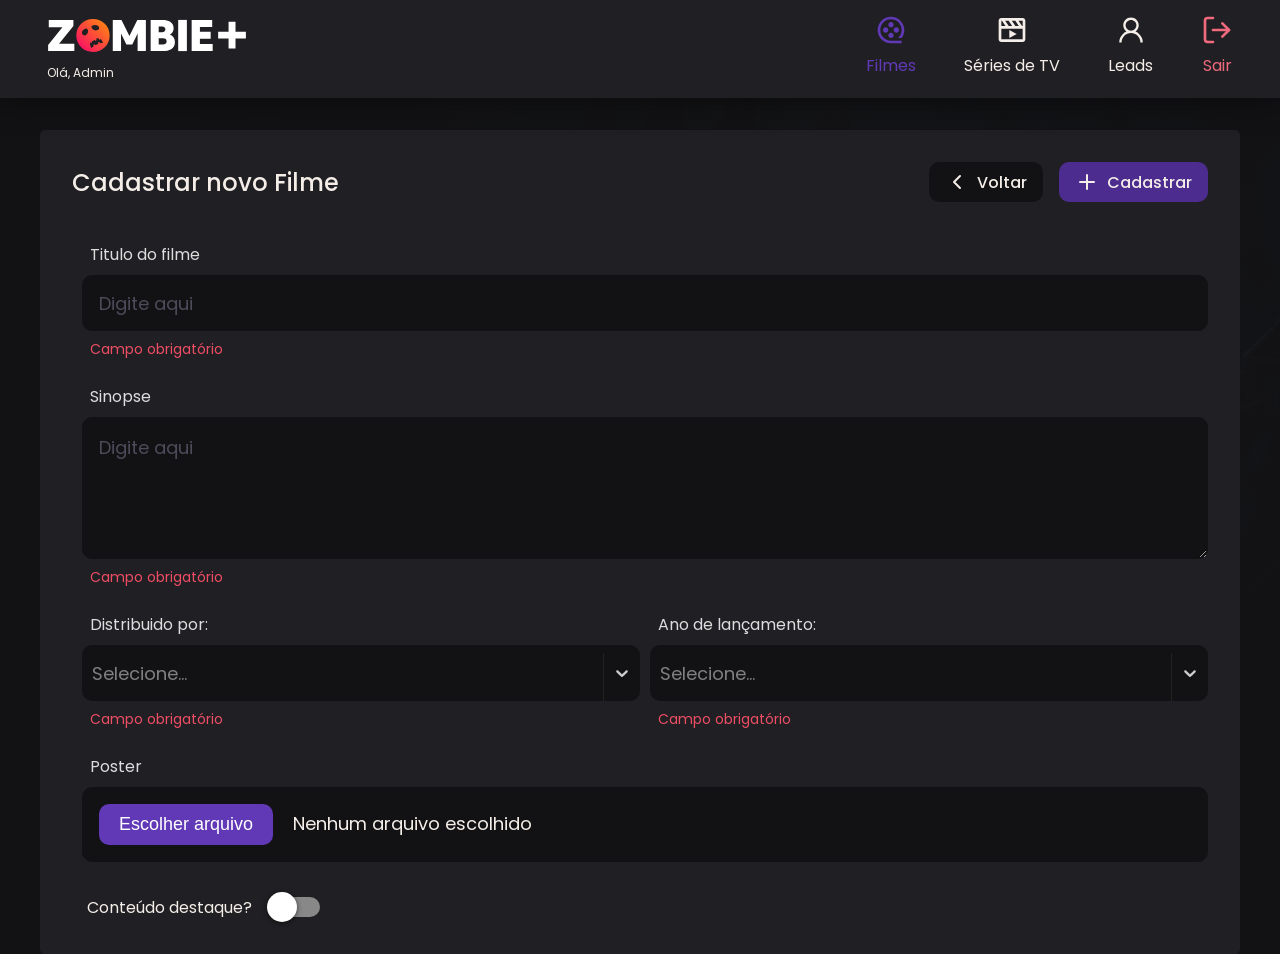 ZOMBIE+
Olá, Admin
Filmes
Séries de TV
Leads
Sair
Cadastrar novo Filme
Voltar
Cadastrar
Titulo do filme
Digite aqui
Campo obrigatório
Sinopse
Digite aqui
Campo obrigatório
Distribuido por:
Ano de lançamento:
Selecione...
Selecione...
Campo obrigatório
Campo obrigatório
Poster
Escolher arquivo
Nenhum arquivo escolhido
Conteúdo destaque?